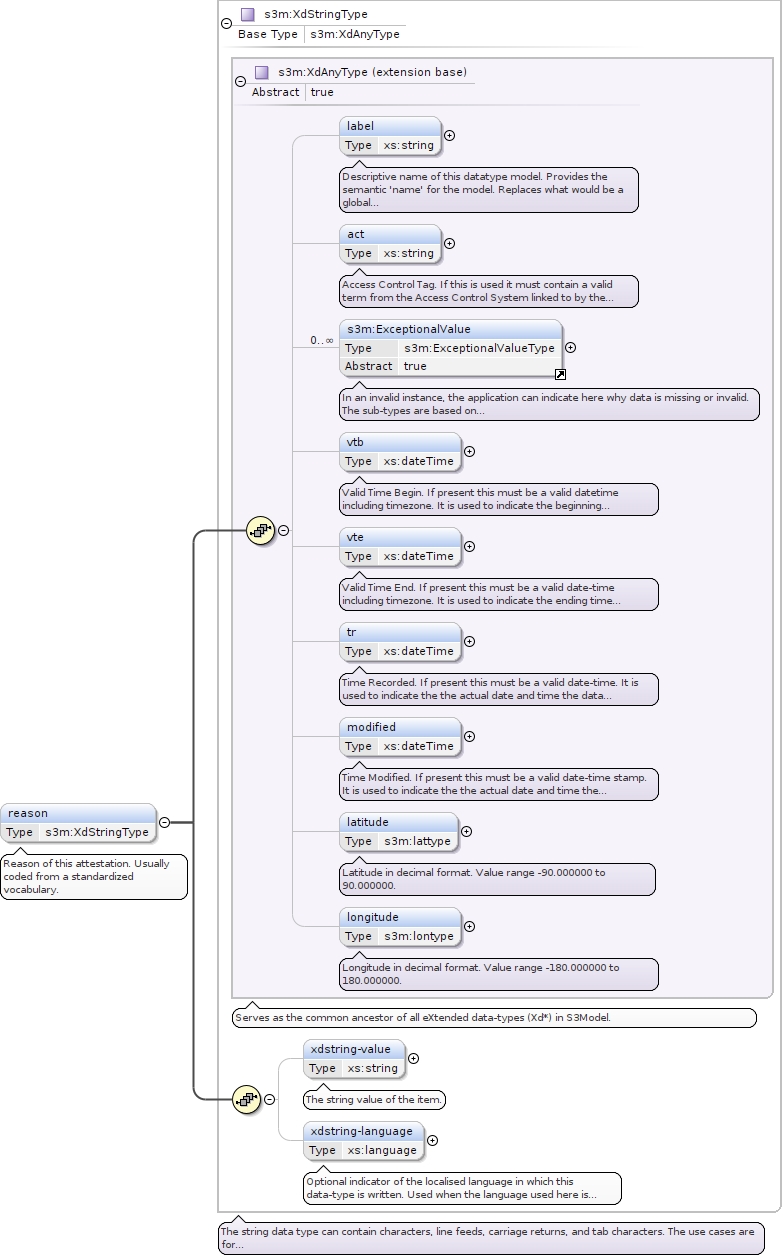 s3m:XdStringType
Base Type s3m:XdAnyType
s3m:XdAnyType (extension base)
Abstract true
label
Type xs:string
Descriptive name of this datatype model. Provides the
semantic 'name' for the model. Replaces what would be a
global...
act
Type xs:string
Access Control Tag. If this is used it must contain a valid
term from the Access Control System linked to by the...
0..∞
s3m:ExceptionalValue
Type s3m:ExceptionalValueType
Abstract true
In an invalid instance, the application can indicate here why data is missing or invalid.
The sub-types are based on...
vtb
Type xs:dateTime
Valid Time Begin. If present this must be a valid datetime
including timezone. It is used to indicate the beginning...
vte
Type xs:dateTime
Valid Time End. If present this must be a valid date-time
including timezone. It is used to indicate the ending time...
tr
Type xs:dateTime
Time Recorded. If present this must be a valid date-time. It is
used to indicate the the actual date and time the data...
modified
Type xs:dateTime
Time Modified. If present this must be a valid date-time stamp.
It is used to indicate the the actual date and time the...
reason
Type s3m:XdStringType
Reason of this attestation. Usually
coded from a standardized
vocabulary.
latitude
Type s3m:lattype
Latitude in decimal format. Value range -90.000000 to
90.000000.
longitude
Type s3m:lontype
Longitude in decimal format. Value range -180.000000 to
180.000000.
Serves as the common ancestor of all eXtended data-types (Xd*) in S3Model.
xdstring-value
Type xs:string
The string value of the item.
xdstring-language
Type xs:language
Optional indicator of the localised language in which this
data-type is written. Used when the language used here is...
The string data type can contain characters, line feeds, carriage returns, and tab characters. The use cases are
for...